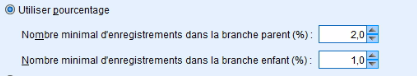 Utiliser pourcentage
Nombre minimal d'enregistrements dans la branche parent (%) : 2,0
Nombre minimal d'enregistrements dans la branche enfant (%) : 1,0